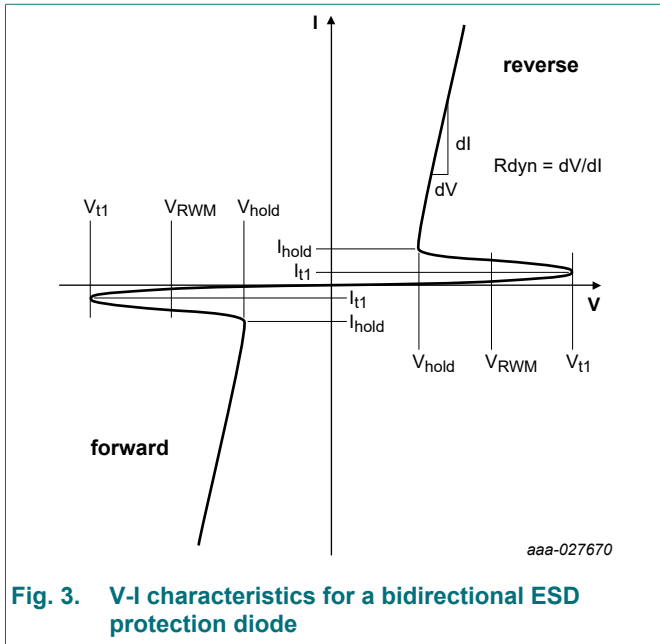 I
reverse
dI
Rdyn = dV/dI
dV
Vt1 VRWM Vhold
Ihold
It1
V
It1
Ihold
Vhold VRWM Vt1
forward
aaa-027670
Fig. 3. V-I characteristics for a bidirectional ESD
protection diode